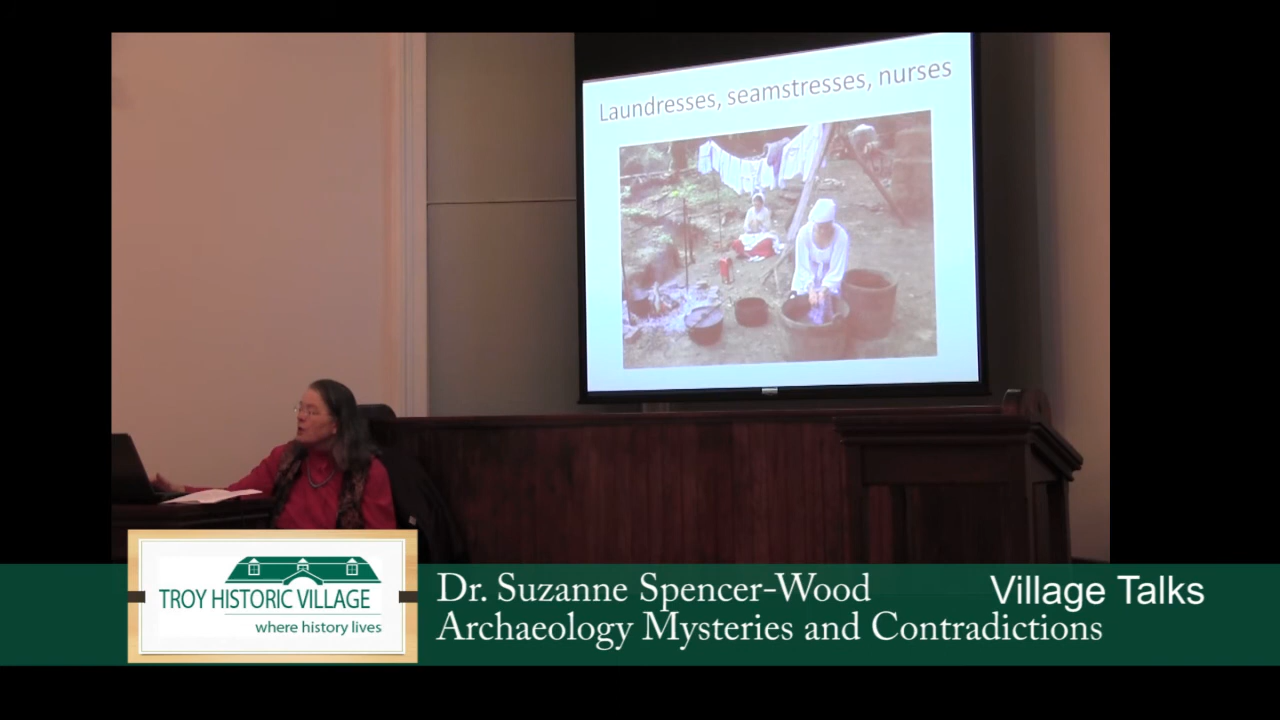 Laundresses, seamstresses, nurses
TROY HISTORIC VILLAGE
where history lives
Dr. Suzanne Spencer-Wood
Village Talks
Archaeology Mysteries and Contradictions